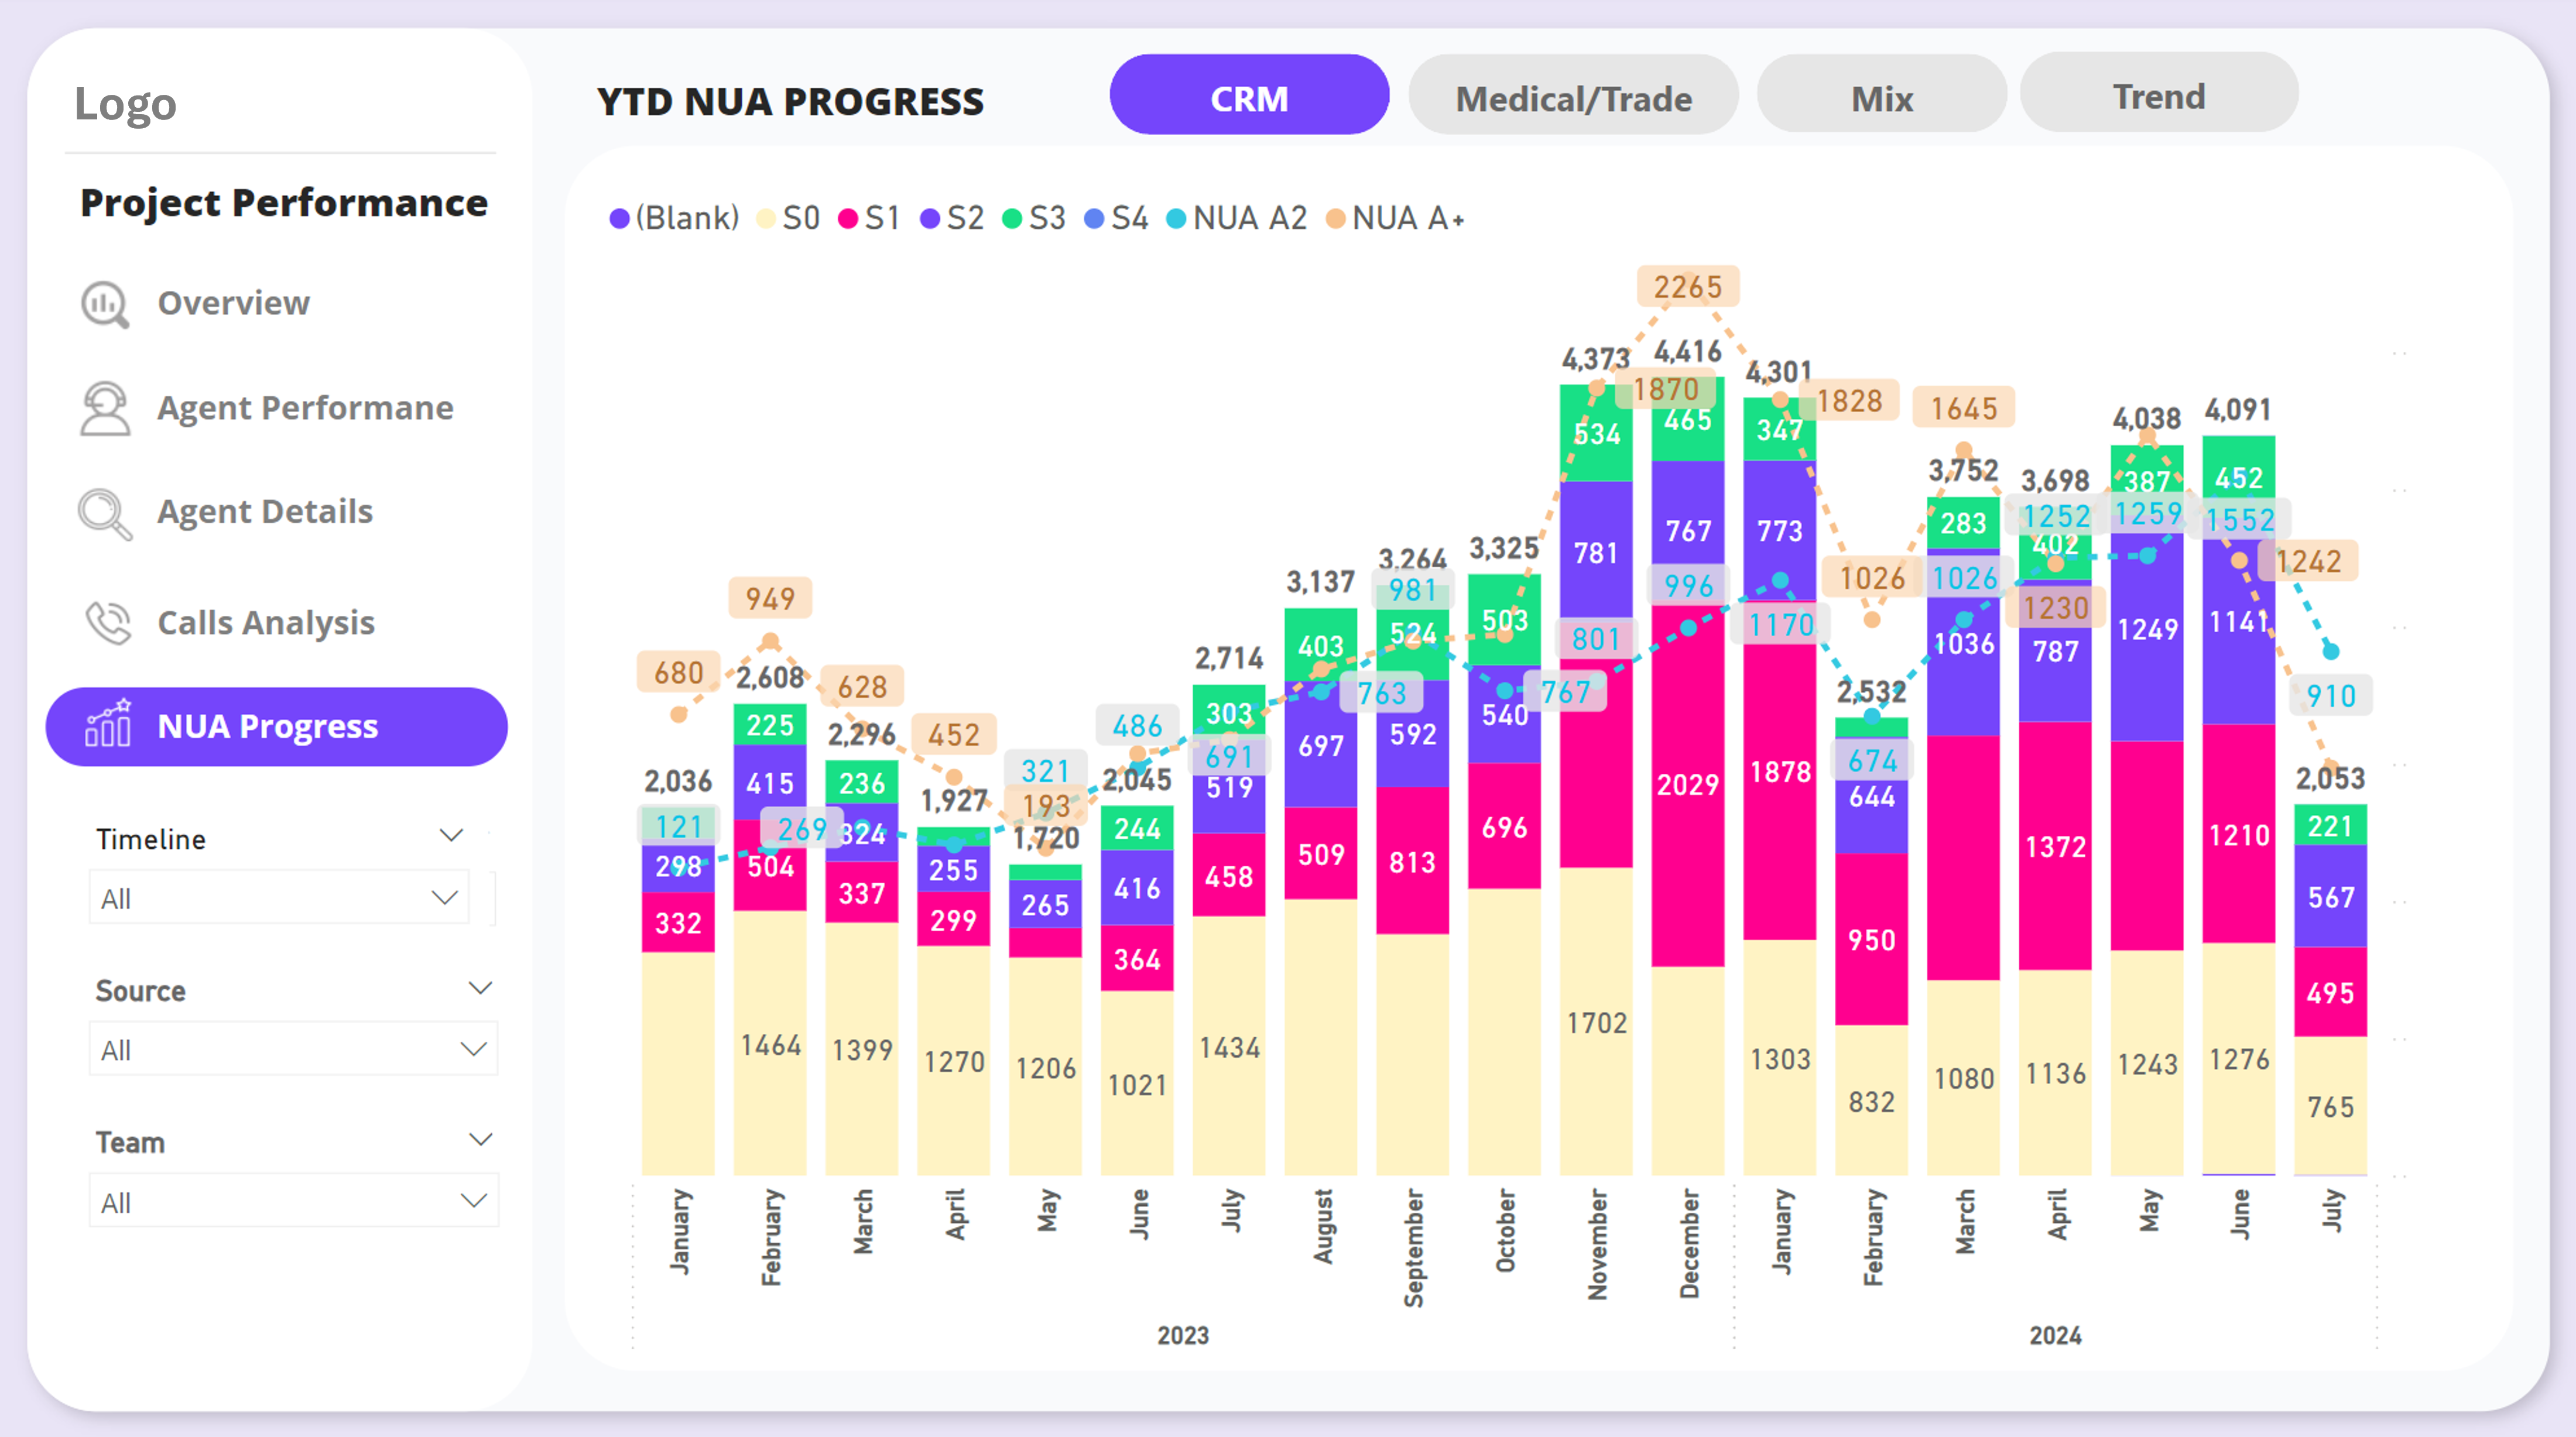 Logo
Project Performance
Overview
Agent Performane
Agent Details
Calls Analysis
NUA Progress
Timeline
All
Source
All
Team
All
YTD NUA PROGRESS
CRM
Medical/Trade
Mix
Trend
(Blank) S0 S1 S2 S3 S4 NUA A2 NUA A+
2265
4,373 4,416 4,301
1870 1828 1645
534 465 347
4,038 4,091
3,752 3,698
387 452
283 1252 1259 1552
402
781 767 773
3,264 3,325
3,137
981
949
996 1026 1026 1242
1230
680 628
2,608
2,714
403 524 503
801 1170
1036 787 1249 1141
763 767
2,532
910
225 2,296 452 486 303
697 592 540
674
644
2,036
415
236 1,927 321 2,045 691
193
519
2029 1878
2,053
121 269 324 1,720 244
221
298 504 255 416 458 509 813 696
1372 1210
332 337 299 265 364
950
567
495
1464 1399 1270 1206 1021 1434 1702 1303 832 1080 1136 1243 1276 765
January
February
March
April
May
June
July
August
September
October
November
December
January
February
March
April
May
June
July
2023
2024